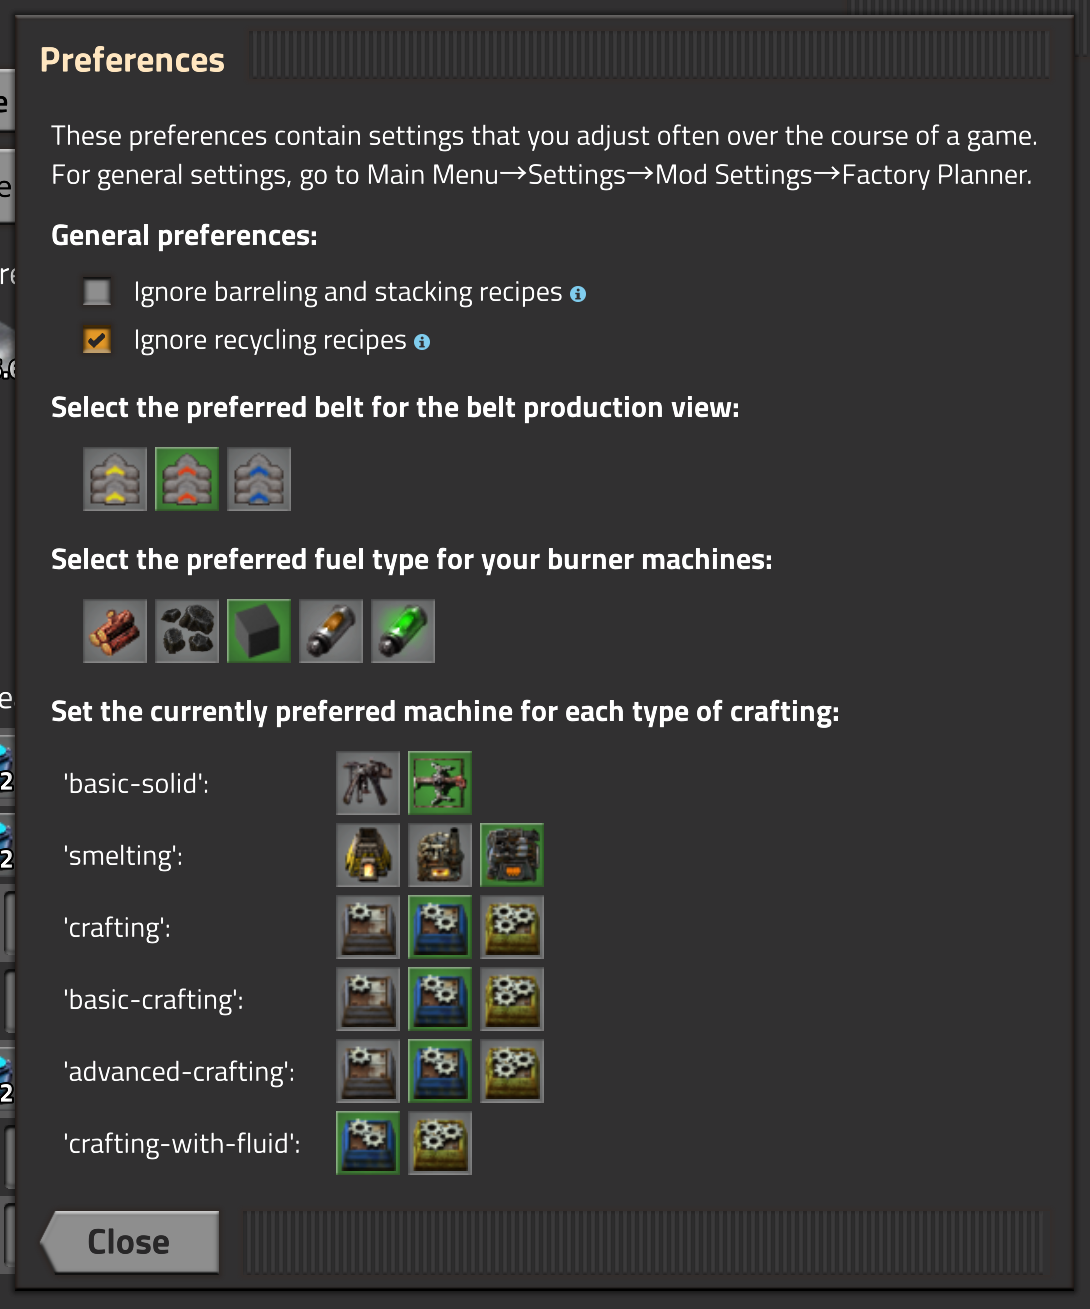 Preferences
These preferences contain settings that you adjust often over the course of a game.
For general settings, go to Main Menu→Settings→Mod Settings→Factory Planner.
General preferences:
Ignore barreling and stacking recipes
Ignore recycling recipes
Select the preferred belt for the belt production view:
Select the preferred fuel type for your burner machines:
Set the currently preferred machine for each type of crafting:
'basic-solid':
'smelting':
'crafting':
'basic-crafting':
'advanced-crafting':
'crafting-with-fluid':
Close
2
2
2